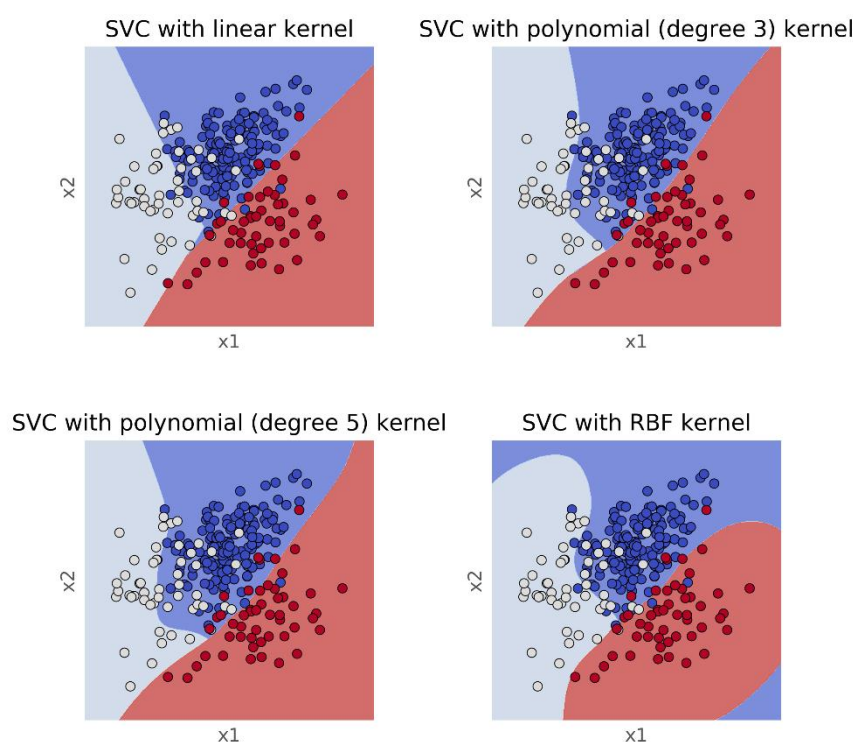 SVC with linear kernel
SVC with polynomial (degree 3) kernel
x2
x1
x2
x1
SVC with polynomial (degree 5) kernel
SVC with RBF kernel
x2
x1
x2
x1